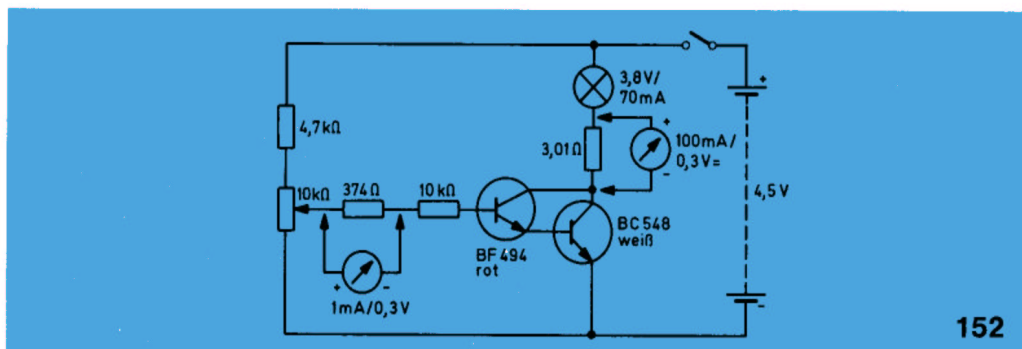 3,8V/
70mA
+
4,7kΩ
3,01Ω
+
100mA/
0,3V=
-
10kΩ
374Ω
10kΩ
4,5V
BC548
weiß
BF494
rot
+
-
1mA/0,3V
-
152